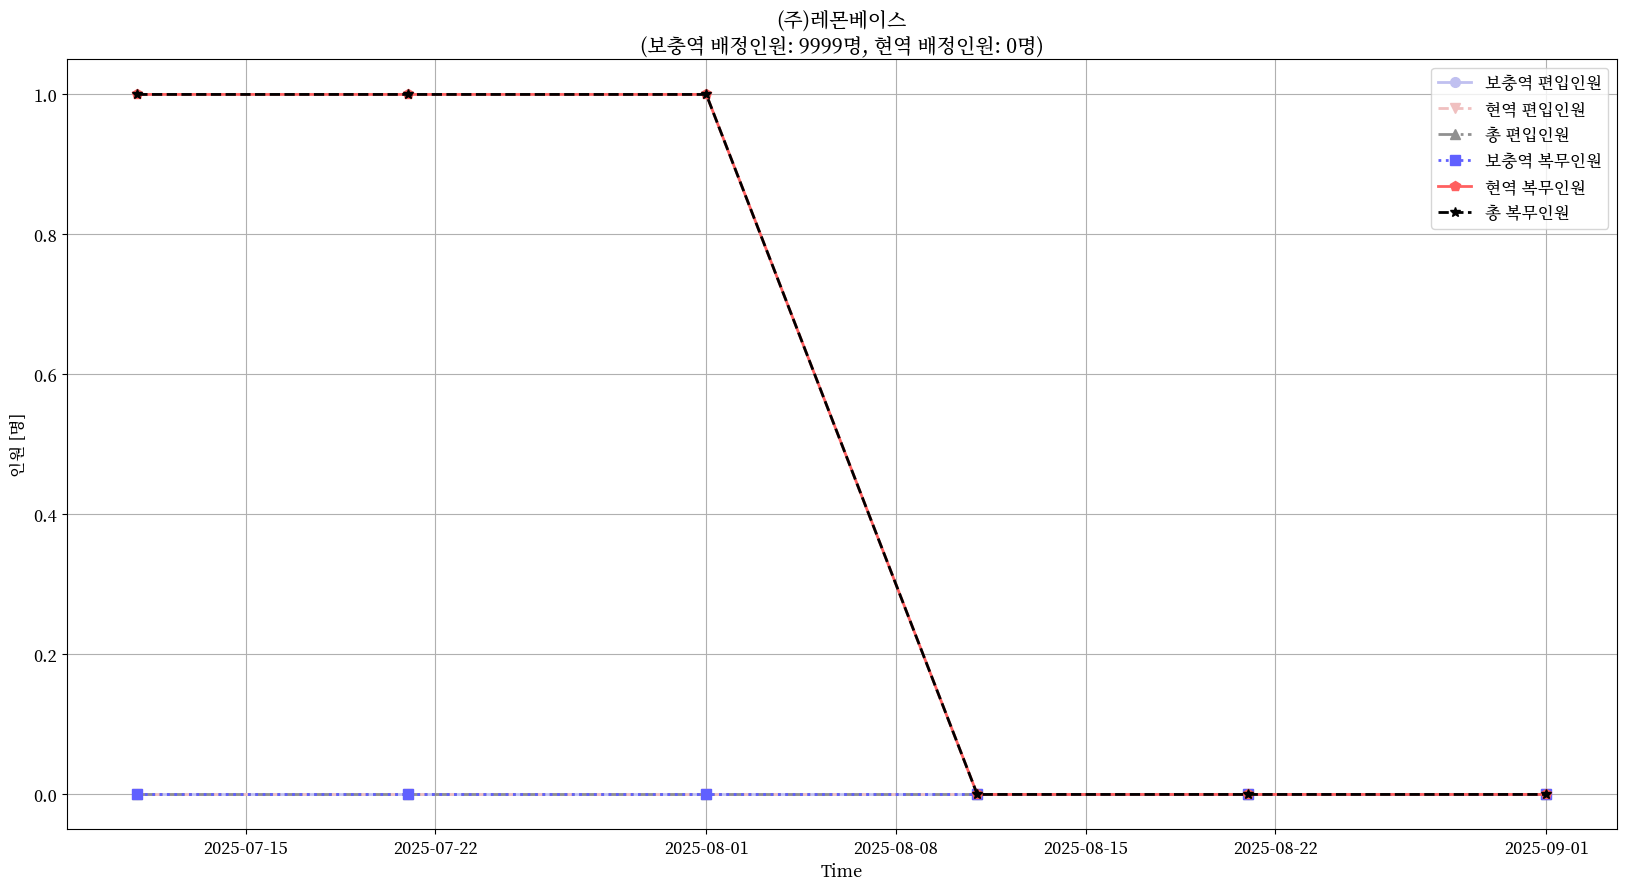 (주)레몬베이스
(보충역 배정인원: 9999명, 현역 배정인원: 0명)
보충역 편입인원
현역 편입인원
총 편입인원
보충역 복무인원
현역 복무인원
총 복무인원
인원 [명]
1.0
0.8
0.6
0.4
0.2
0.0
2025-07-15 2025-07-22 2025-08-01 2025-08-08 2025-08-15 2025-08-22 2025-09-01
Time